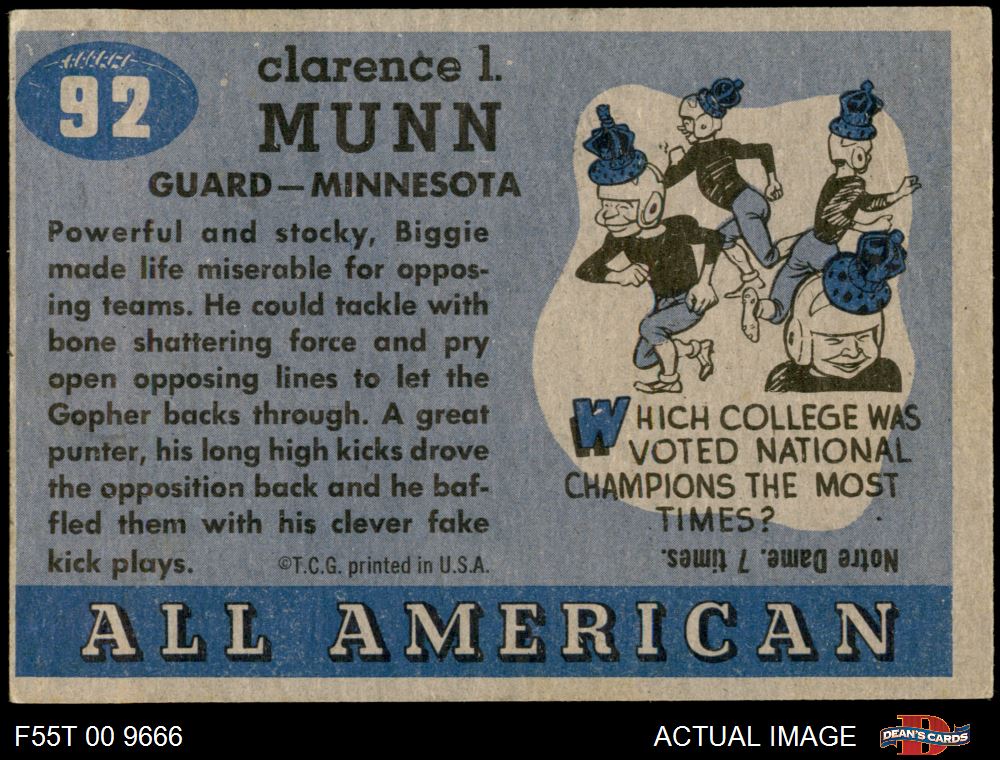 92
clarence l.
MUNN
GUARD—MINNESOTA
Powerful and stocky, Biggie
made life miserable for oppos-
ing teams. He could tackle with
bone shattering force and pry
open opposing lines to let the
Gopher backs through. A great
punter, his long high kicks drove
the opposition back and he baf-
fled them with his clever fake
kick plays.
©T.C.G. printed in U.S.A.
WHICH COLLEGE WAS
VOTED NATIONAL
CHAMPIONS THE MOST
TIMES?
Notre Dame. 7 times.
ALL AMERICAN
F55T 00 9666
ACTUAL IMAGE
DEAN'S CARDS